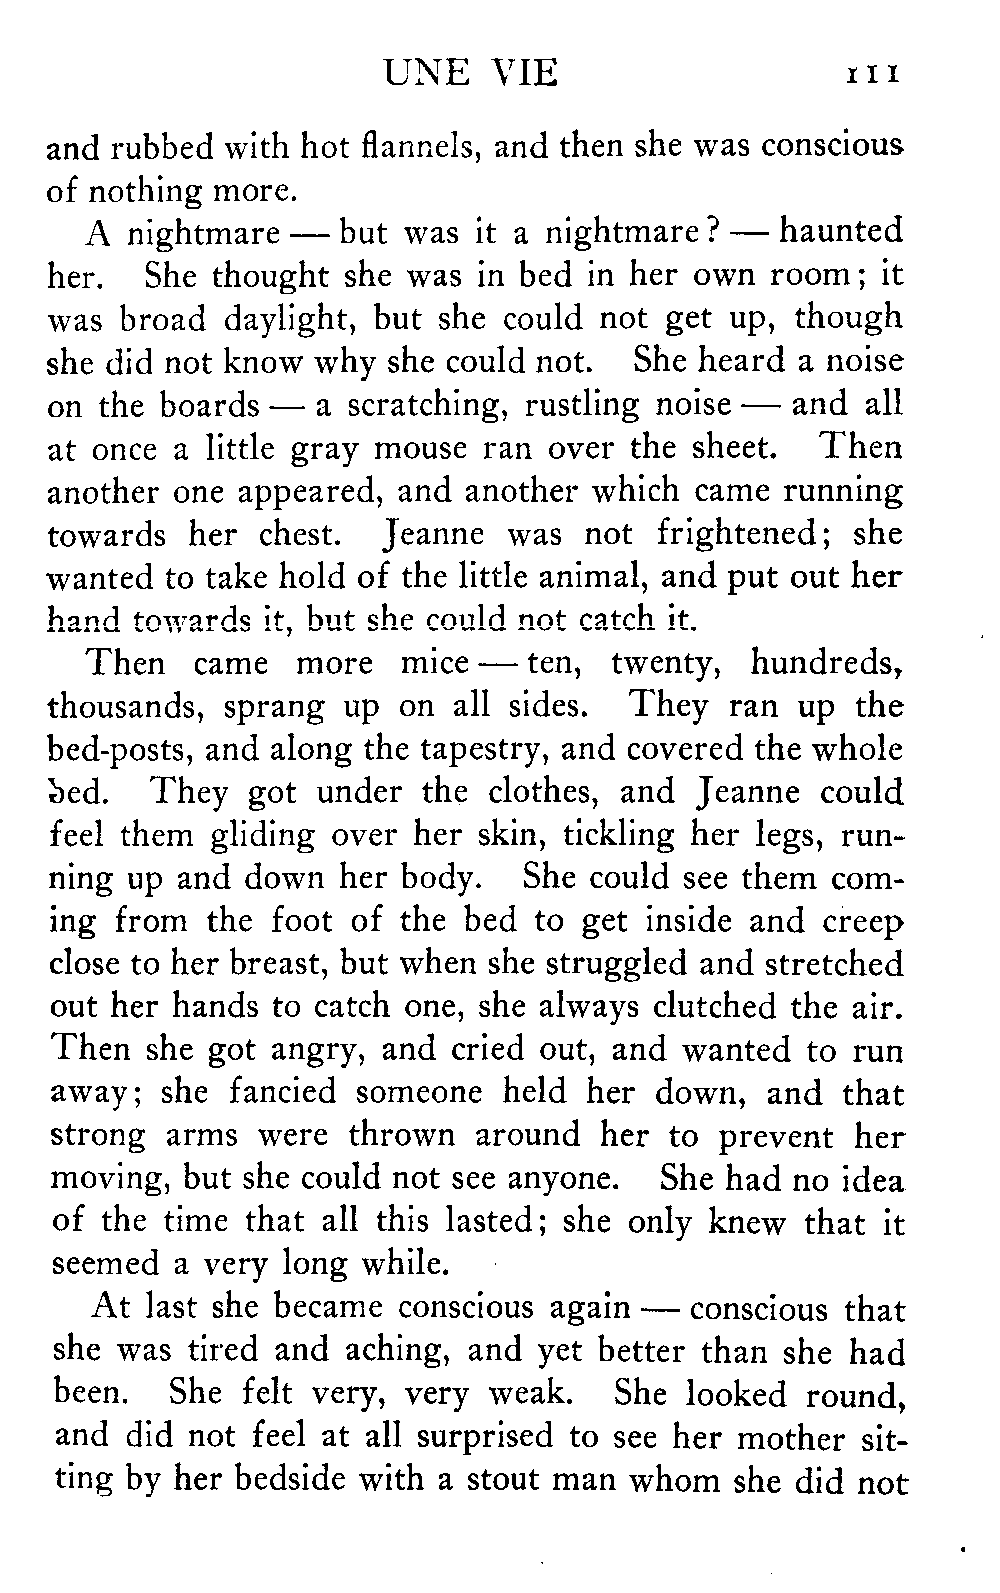 UNE VIE 111
and rubbed with hot flannels, and then she was conscious
of nothing more.
A nightmare — but was it a nightmare? — haunted
her. She thought she was in bed in her own room; it
was broad daylight, but she could not get up, though
she did not know why she could not. She heard a noise
on the boards — a scratching, rustling noise — and all
at once a little gray mouse ran over the sheet. Then
another one appeared, and another which came running
towards her chest. Jeanne was not frightened; she
wanted to take hold of the little animal, and put out her
hand towards it, but she could not catch it.
Then came more mice — ten, twenty, hundreds,
thousands, sprang up on all sides. They ran up the
bed-posts, and along the tapestry, and covered the whole
bed. They got under the clothes, and Jeanne could
feel them gliding over her skin, tickling her legs, run-
ning up and down her body. She could see them com-
ing from the foot of the bed to get inside and creep
close to her breast, but when she struggled and stretched
out her hands to catch one, she always clutched the air.
Then she got angry, and cried out, and wanted to run
away; she fancied someone held her down, and that
strong arms were thrown around her to prevent her
moving, but she could not see anyone. She had no idea
of the time that all this lasted; she only knew that it
seemed a very long while.
At last she became conscious again — conscious that
she was tired and aching, and yet better than she had
been. She felt very, very weak. She looked round,
and did not feel at all surprised to see her mother sit-
ting by her bedside with a stout man whom she did not